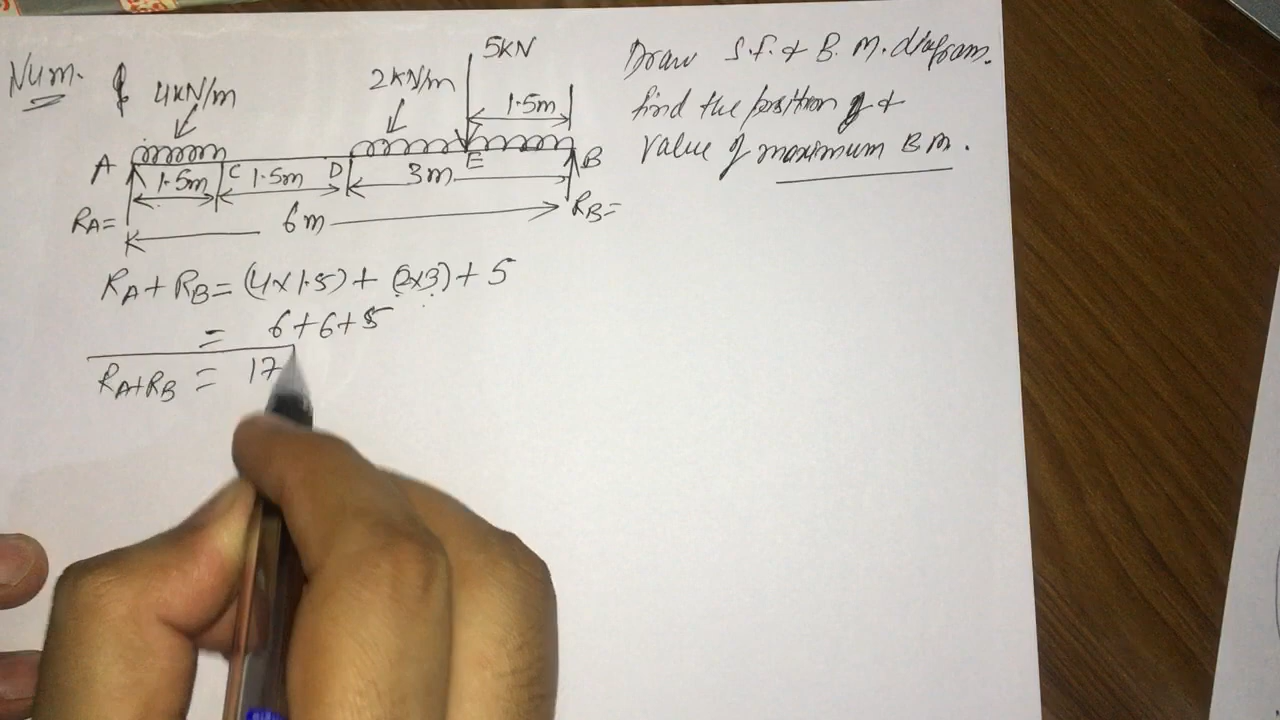 Num.
4kN/m
2kN/m
5kN
1.5m
A
C
D
E
B
1.5m
1.5m
3m
RA=
6m
RB=
Draw S.F. & B.M. diagram.
find the position &
value of maximum B.M.
RA + RB = (4×1.5) + (2×3) + 5
= 6+6+5
RA+RB = 17